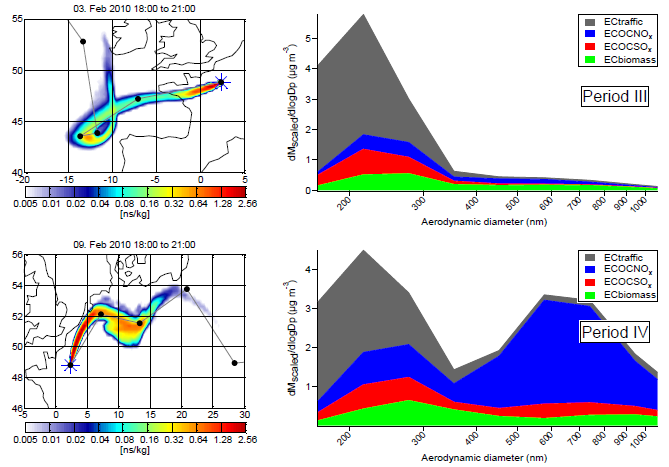 03. Feb 2010 18:00 to 21:00
55
50
45
40
-20 -15 -10 -5 0 5
0.005 0.01 0.02 0.04 0.08 0.16 0.32 0.64 1.28 2.56
[ns/kg]
dM_scaled/dlogDp (µg m⁻³)
5
4
3
2
1
0
200 300 400 500 600 700 800 900 1000
Aerodynamic diameter (nm)
ECtraffic
ECOCNOₓ
ECOCSOₓ
ECbiomass
Period III
09. Feb 2010 18:00 to 21:00
56
54
52
50
48
46
-5 0 5 10 15 20 25 30
0.005 0.01 0.02 0.04 0.08 0.16 0.32 0.64 1.28 2.56
[ns/kg]
dM_scaled/dlogDp (µg m⁻³)
4
3
2
1
200 300 400 500 600 700 800 900 1000
Aerodynamic diameter (nm)
ECtraffic
ECOCNOₓ
ECOCSOₓ
ECbiomass
Period IV